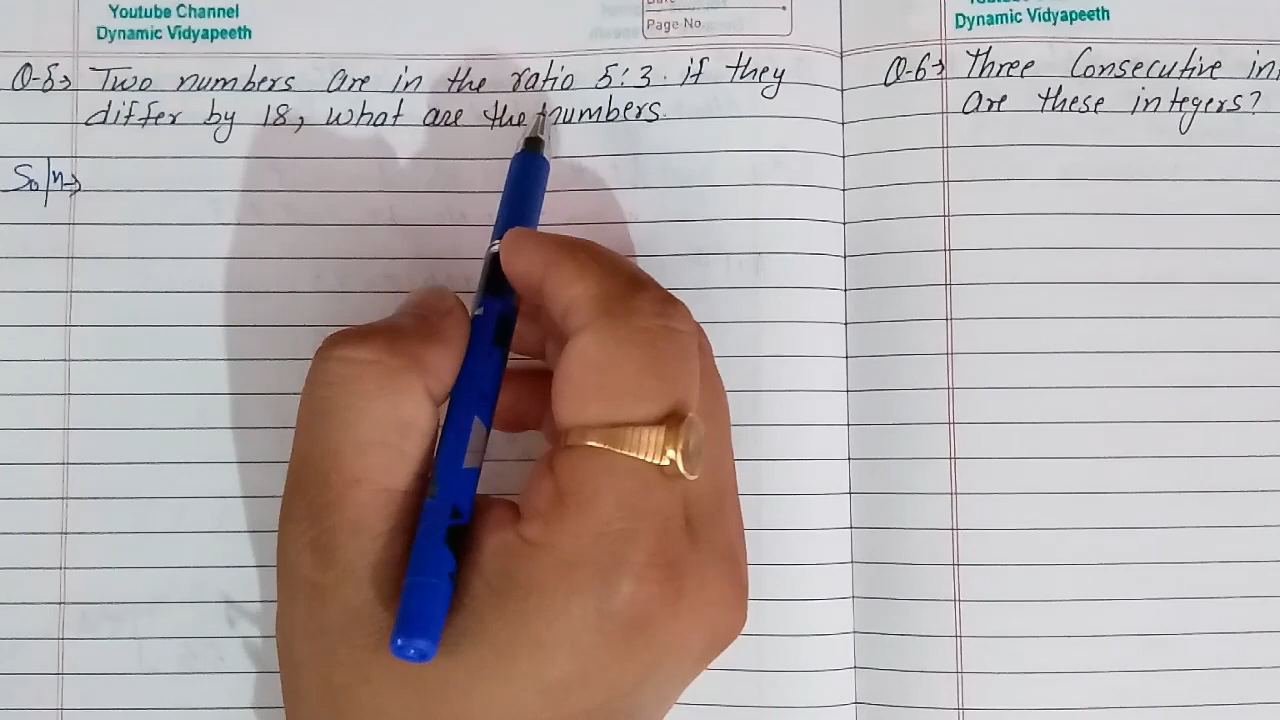 Youtube Channel
Dynamic Vidyapeeth
Page No.
Dynamic Vidyapeeth
Q-5→ Two numbers are in the ratio 5:3. if they
differ by 18, what are the numbers.
Soln→
Q-6→ Three Consecutive in
are these integers?